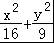 x²/16 + y²/9